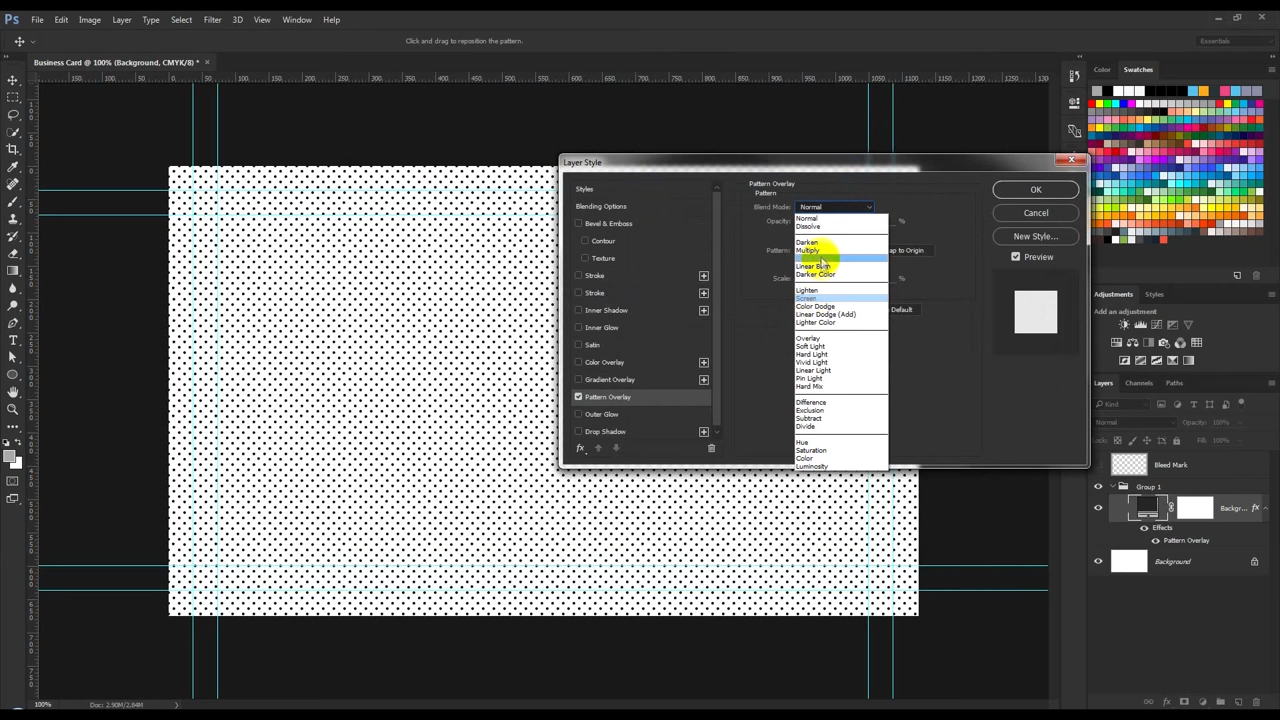 Ps File Edit Image Layer Type Select Filter 3D View Window Help
Click and drag to reposition the pattern.
Essentials
Business Card @ 100% (Background, CMYK/8) *
Color Swatches
Layer Style
Styles
Blending Options
Bevel & Emboss
Contour
Texture
Stroke
Stroke
Inner Shadow
Inner Glow
Satin
Color Overlay
Gradient Overlay
Pattern Overlay
Outer Glow
Drop Shadow
fx
Pattern Overlay
Pattern
Blend Mode: Normal
Opacity: %
Pattern:
Scale: %
Normal
Dissolve
Darken
Multiply
Linear Burn
Darker Color
Lighten
Screen
Color Dodge
Linear Dodge (Add)
Lighter Color
Overlay
Soft Light
Hard Light
Vivid Light
Linear Light
Pin Light
Hard Mix
Difference
Exclusion
Subtract
Divide
Hue
Saturation
Color
Luminosity
ap to Origin
Default
OK
Cancel
New Style...
Preview
Adjustments Styles
Add an adjustment
Layers Channels Paths
Kind
Normal Opacity: 100%
Lock: Fill: 100%
Bleed Mark
Group 1
Backgr... fx
Effects
Pattern Overlay
Background
100% Doc: 2.90M/2.84M